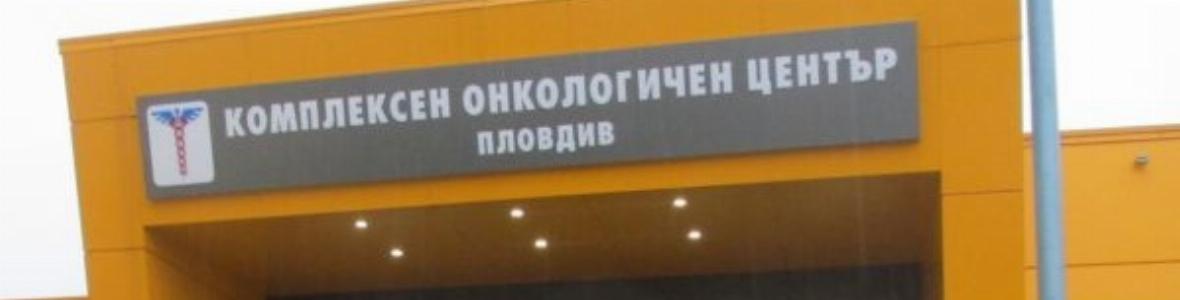 КОМПЛЕКСЕН ОНКОЛОГИЧЕН ЦЕНТЪР
ПЛОВДИВ